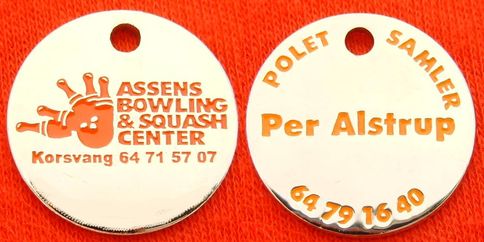 ASSENS
BOWLING
& SQUASH
CENTER
Korsvang 64 71 57 07
POLET SAMLER
Per Alstrup
64 79 16 40